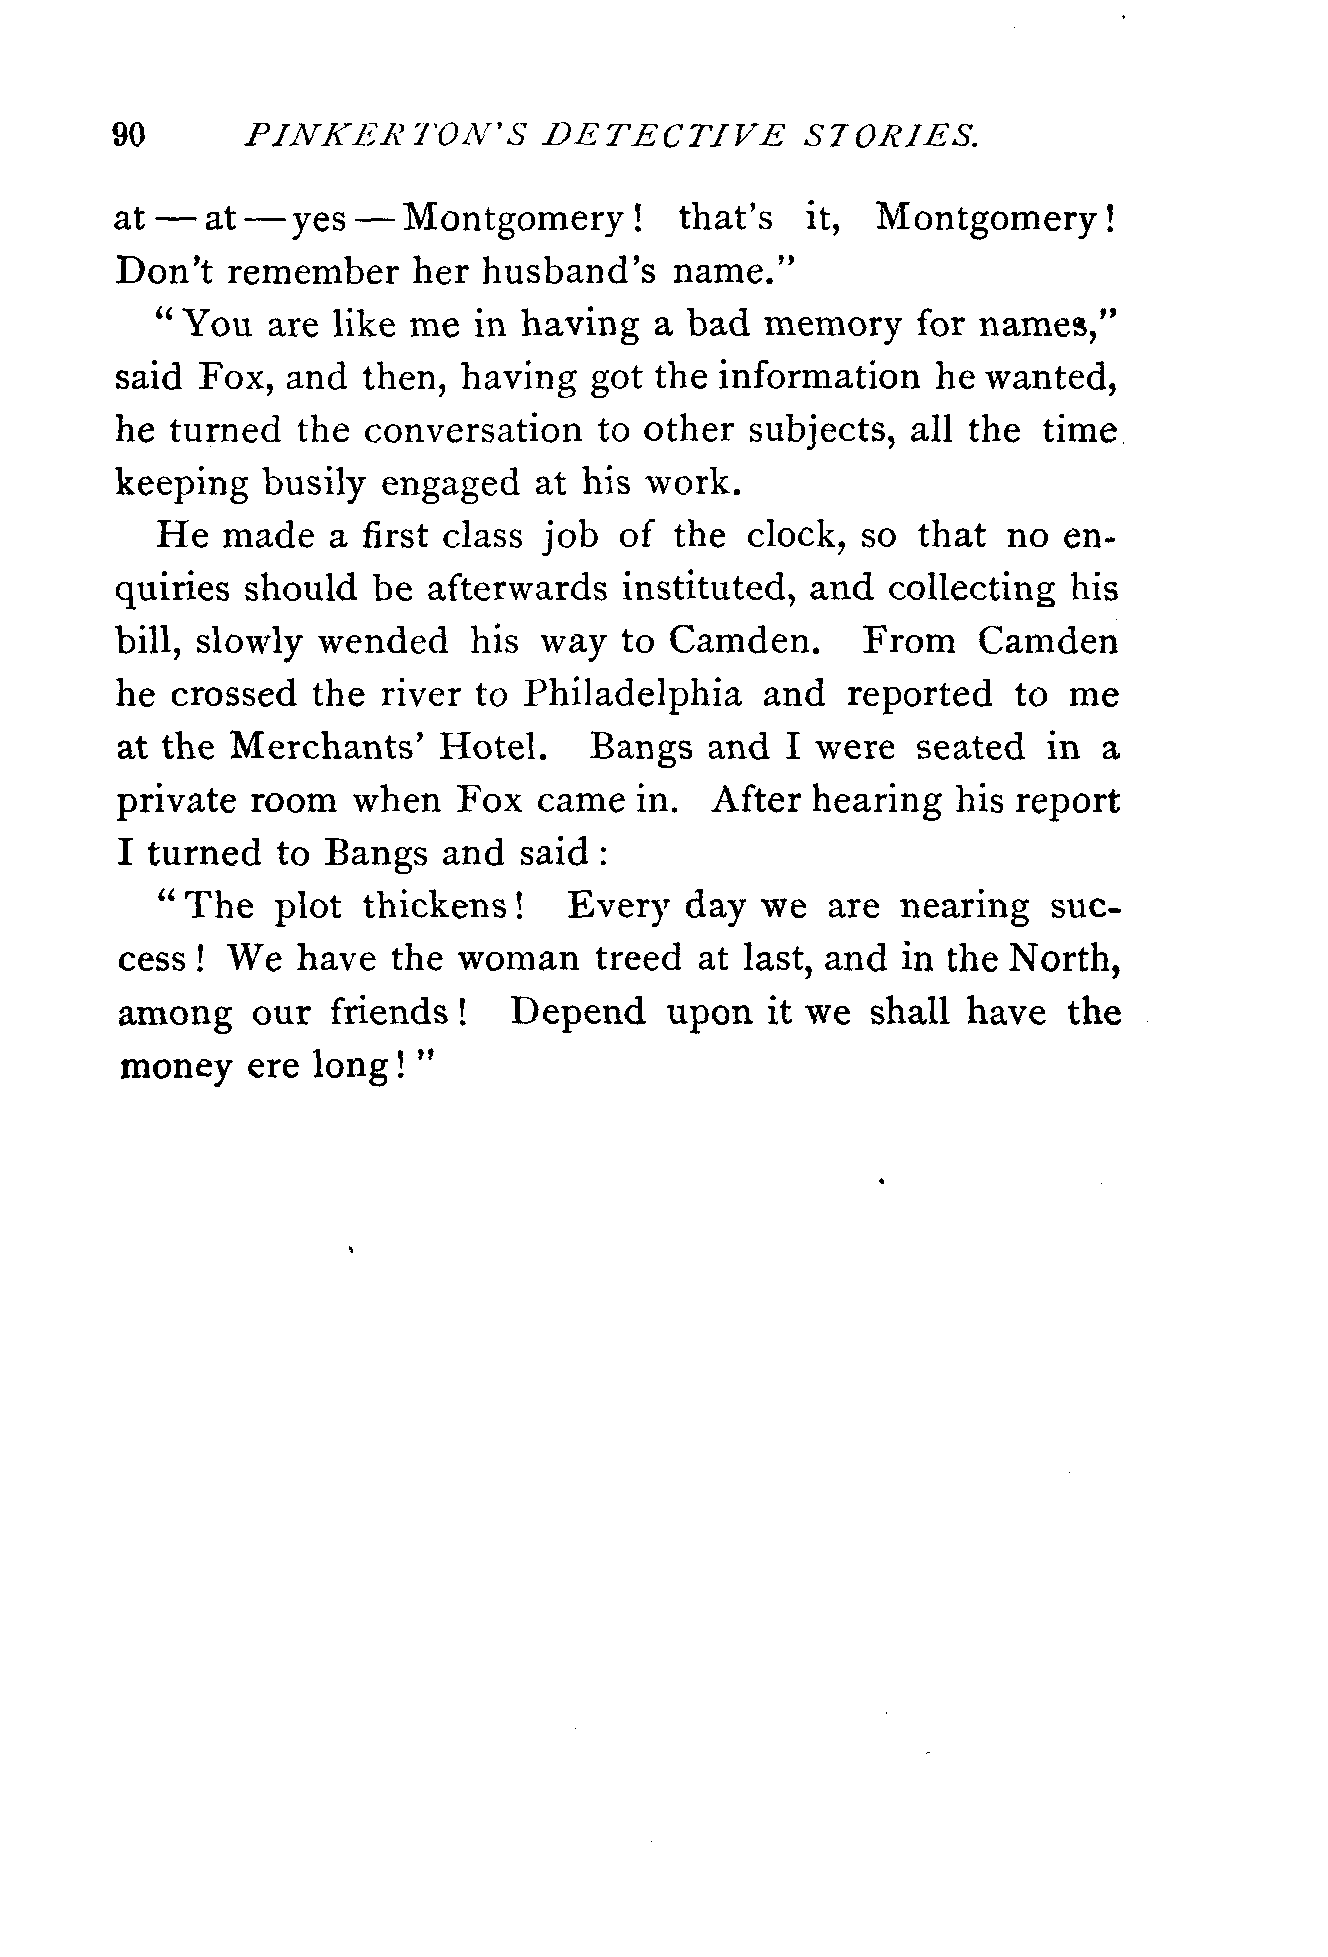 90 PINKERTON'S DETECTIVE STORIES.
at — at — yes — Montgomery! that's it, Montgomery!
Don't remember her husband's name."
"You are like me in having a bad memory for names,"
said Fox, and then, having got the information he wanted,
he turned the conversation to other subjects, all the time
keeping busily engaged at his work.
He made a first class job of the clock, so that no en-
quiries should be afterwards instituted, and collecting his
bill, slowly wended his way to Camden. From Camden
he crossed the river to Philadelphia and reported to me
at the Merchants' Hotel. Bangs and I were seated in a
private room when Fox came in. After hearing his report
I turned to Bangs and said:
"The plot thickens! Every day we are nearing suc-
cess! We have the woman treed at last, and in the North,
among our friends! Depend upon it we shall have the
money ere long!"